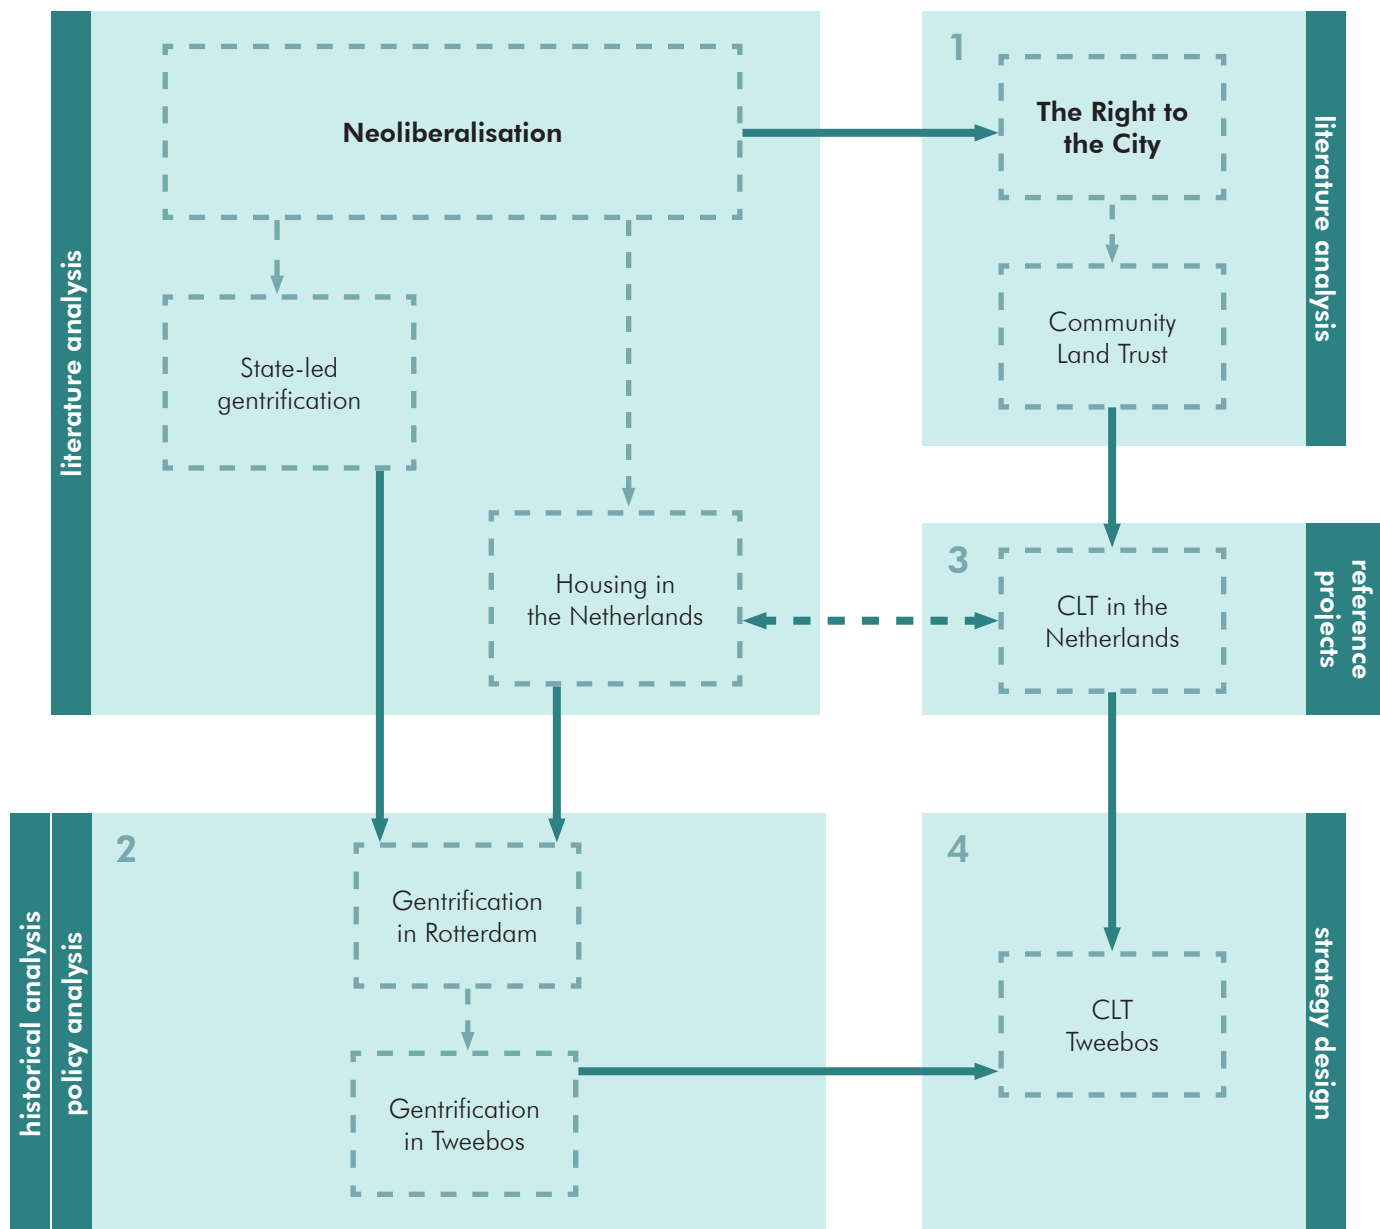 literature analysis
Neoliberalisation
State-led
gentrification
Housing in
the Netherlands
1
The Right to
the City
Community
Land Trust
literature analysis
3
CLT in the
Netherlands
reference
projects
historical analysis
policy analysis
2
Gentrification
in Rotterdam
Gentrification
in Tweebos
4
CLT
Tweebos
strategy design